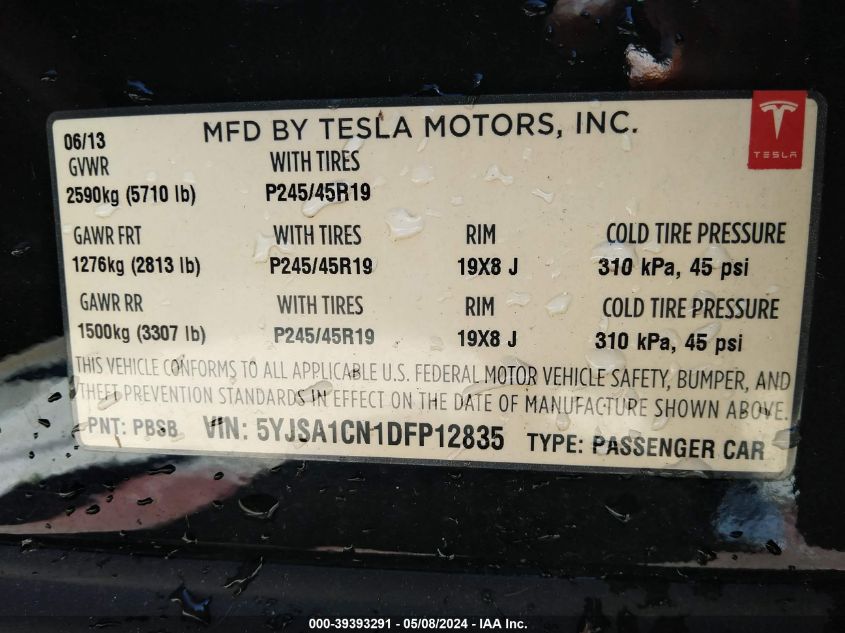 06/13 MFD BY TESLA MOTORS, INC.
TESLA
GVWR WITH TIRES
2590kg (5710 lb) P245/45R19
GAWR FRT WITH TIRES RIM COLD TIRE PRESSURE
1276kg (2813 lb) P245/45R19 19X8 J 310 kPa, 45 psi
GAWR RR WITH TIRES RIM COLD TIRE PRESSURE
1500kg (3307 lb) P245/45R19 19X8 J 310 kPa, 45 psi
THIS VEHICLE CONFORMS TO ALL APPLICABLE U.S. FEDERAL MOTOR VEHICLE SAFETY, BUMPER, AND
THEFT PREVENTION STANDARDS IN EFFECT ON THE DATE OF MANUFACTURE SHOWN ABOVE.
PNT: PBSB VIN: 5YJSA1CN1DFP12835 TYPE: PASSENGER CAR
000-39393291 - 05/08/2024 - IAA Inc.